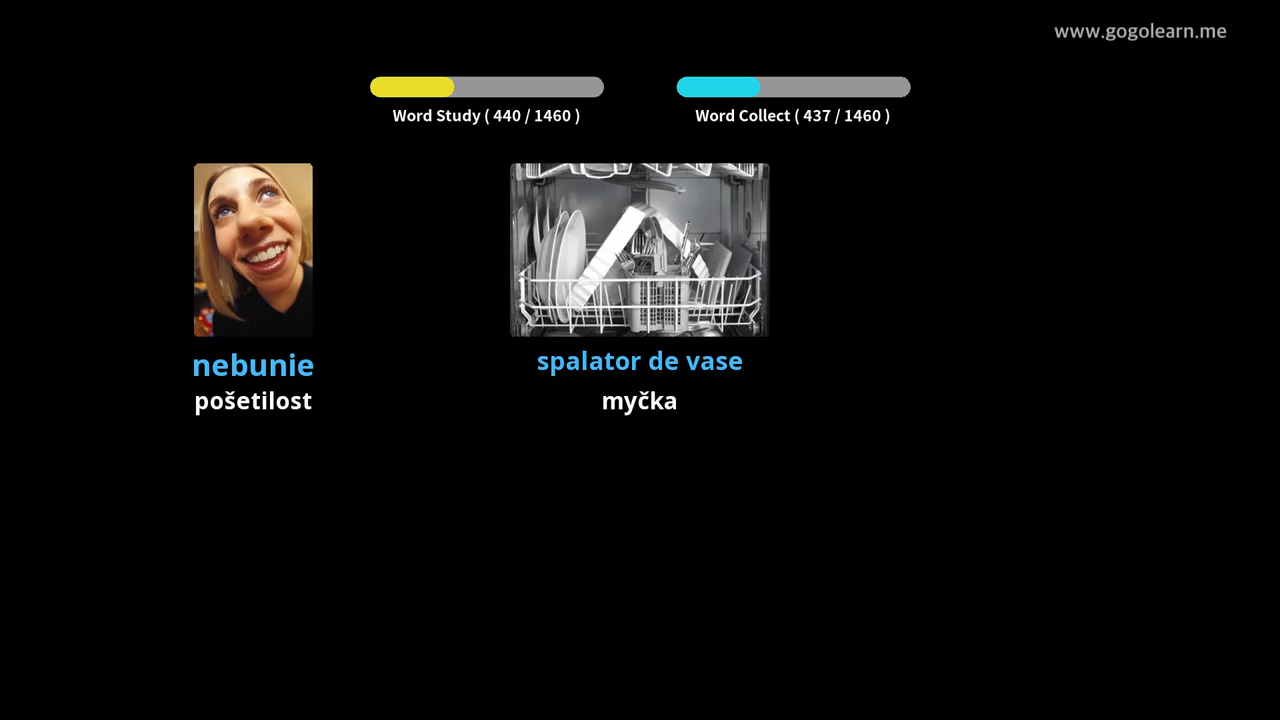 www.gogolearn.me
Word Study ( 440 / 1460 )
Word Collect ( 437 / 1460 )
nebunie
pošetilost
spalator de vase
myčka